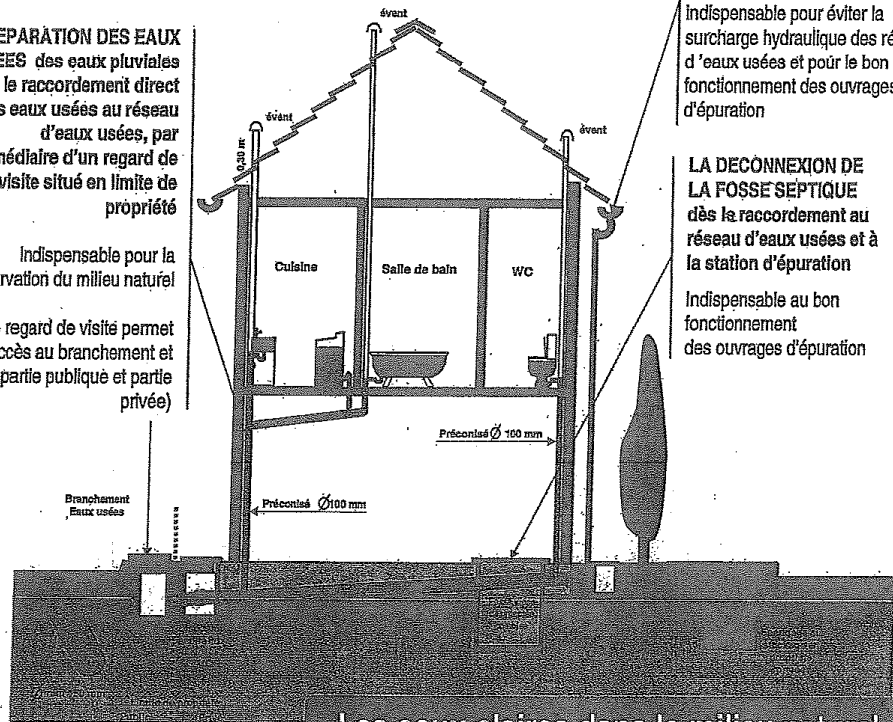 EPARATION DES EAUX
EES des eaux pluviales
le raccordement direct
s eaux usées au réseau
d'eaux usées, par
médiaire d'un regard de
visite situé en limite de
propriété
Indispensable pour la
rvation du milieu naturel
regard de visite permet
ccès au branchement et
partie publique et partie
privée)
Branchement
Eaux usées
évent
évent
évent
0,30 m
Cuisine
Salle de bain
WC
Préconisé Ø 100 mm
Préconisé Ø100 mm
Indispensable pour éviter la
surcharge hydraulique des ré
d'eaux usées et pour le bon
fonctionnement des ouvrages
d'épuration
LA DECONNEXION DE
LA FOSSE SEPTIQUE
dès le raccordement au
réseau d'eaux usées et à
la station d'épuration
Indispensable au bon
fonctionnement
des ouvrages d'épuration